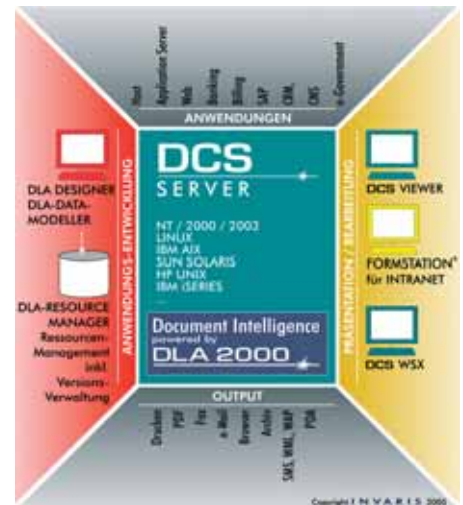 Host
Application Server
Web
Banking
Billing
SAP
CRM,
CMS
e-Government
ANWENDUNGEN
ANWENDUNGS-ENTWICKLUNG
DLA DESIGNER
DLA-DATA-
MODELLER
DLA-RESOURCE
MANAGER
Ressourcen-
Management
inkl.
Versions-
Verwaltung
DCS
SERVER
NT / 2000 / 2003
LINUX
IBM AIX
SUN SOLARIS
HP UNIX
IBM iSERIES
...
Document Intelligence
powered by
DLA 2000
PRÄSENTATION / BEARBEITUNG
DCS VIEWER
FORMSTATION+
für INTRANET
DCS WSX
OUTPUT
Drucker
PDF
Fax
e-Mail
Browser
Archiv
SMS, WML, WAP
PDA
Copyright INVARIS 2005